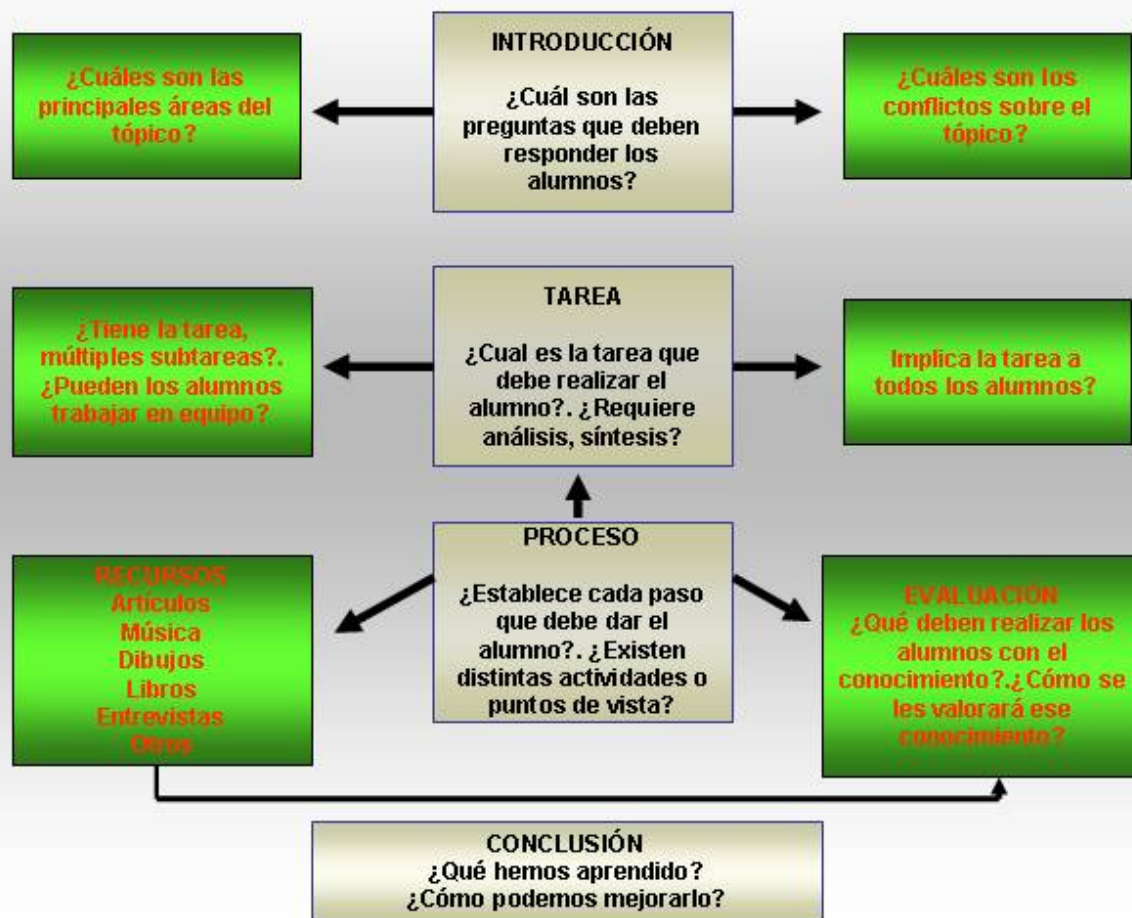 ¿Cuáles son las
principales áreas del
tópico?
INTRODUCCIÓN
¿Cuál son las
preguntas que deben
responder los
alumnos?
¿Cuáles son los
conflictos sobre el
tópico?
¿Tiene la tarea,
múltiples subtareas?.
¿Pueden los alumnos
trabajar en equipo?
TAREA
¿Cual es la tarea que
debe realizar el
alumno?. ¿Requiere
análisis, síntesis?
Implica la tarea a
todos los alumnos?
RECURSOS
Artículos
Música
Dibujos
Libros
Entrevistas
Otros
PROCESO
¿Establece cada paso
que debe dar el
alumno?. ¿Existen
distintas actividades o
puntos de vista?
EVALUACIÓN
¿Qué deben realizar los
alumnos con el
conocimiento?.¿Cómo se
les valorará ese
conocimiento?
CONCLUSIÓN
¿Qué hemos aprendido?
¿Cómo podemos mejorarlo?